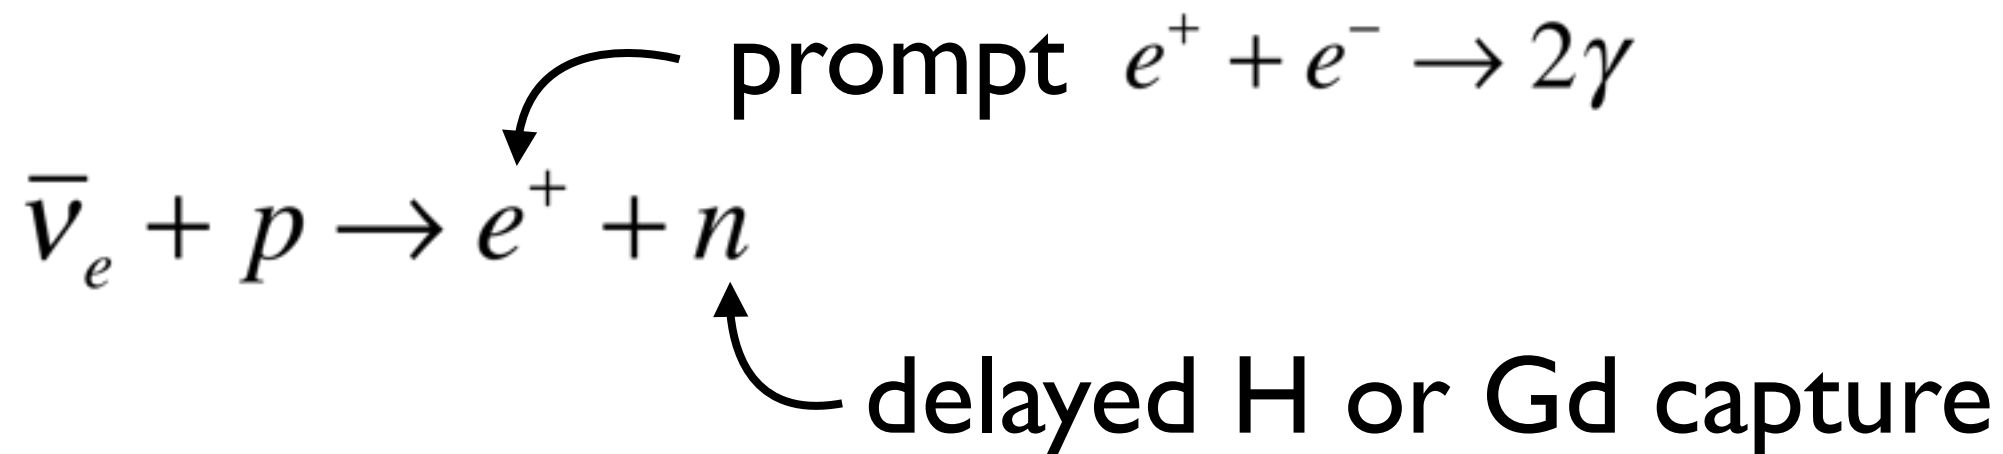 prompt e⁺ + e⁻ → 2γ
ν̅ₑ + p → e⁺ + n
delayed H or Gd capture